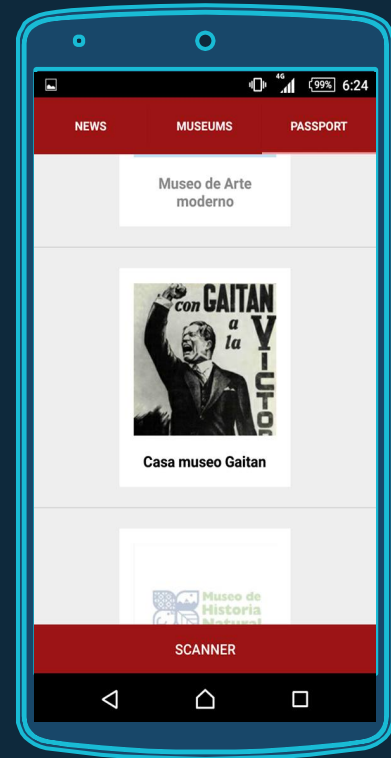 4G
99%
6:24
NEWS
MUSEUMS
PASSPORT
Museo de Arte
moderno
con GAITAN
a
la
VICTOR
Casa museo Gaitan
Museo de
Historia
Natural
SCANNER